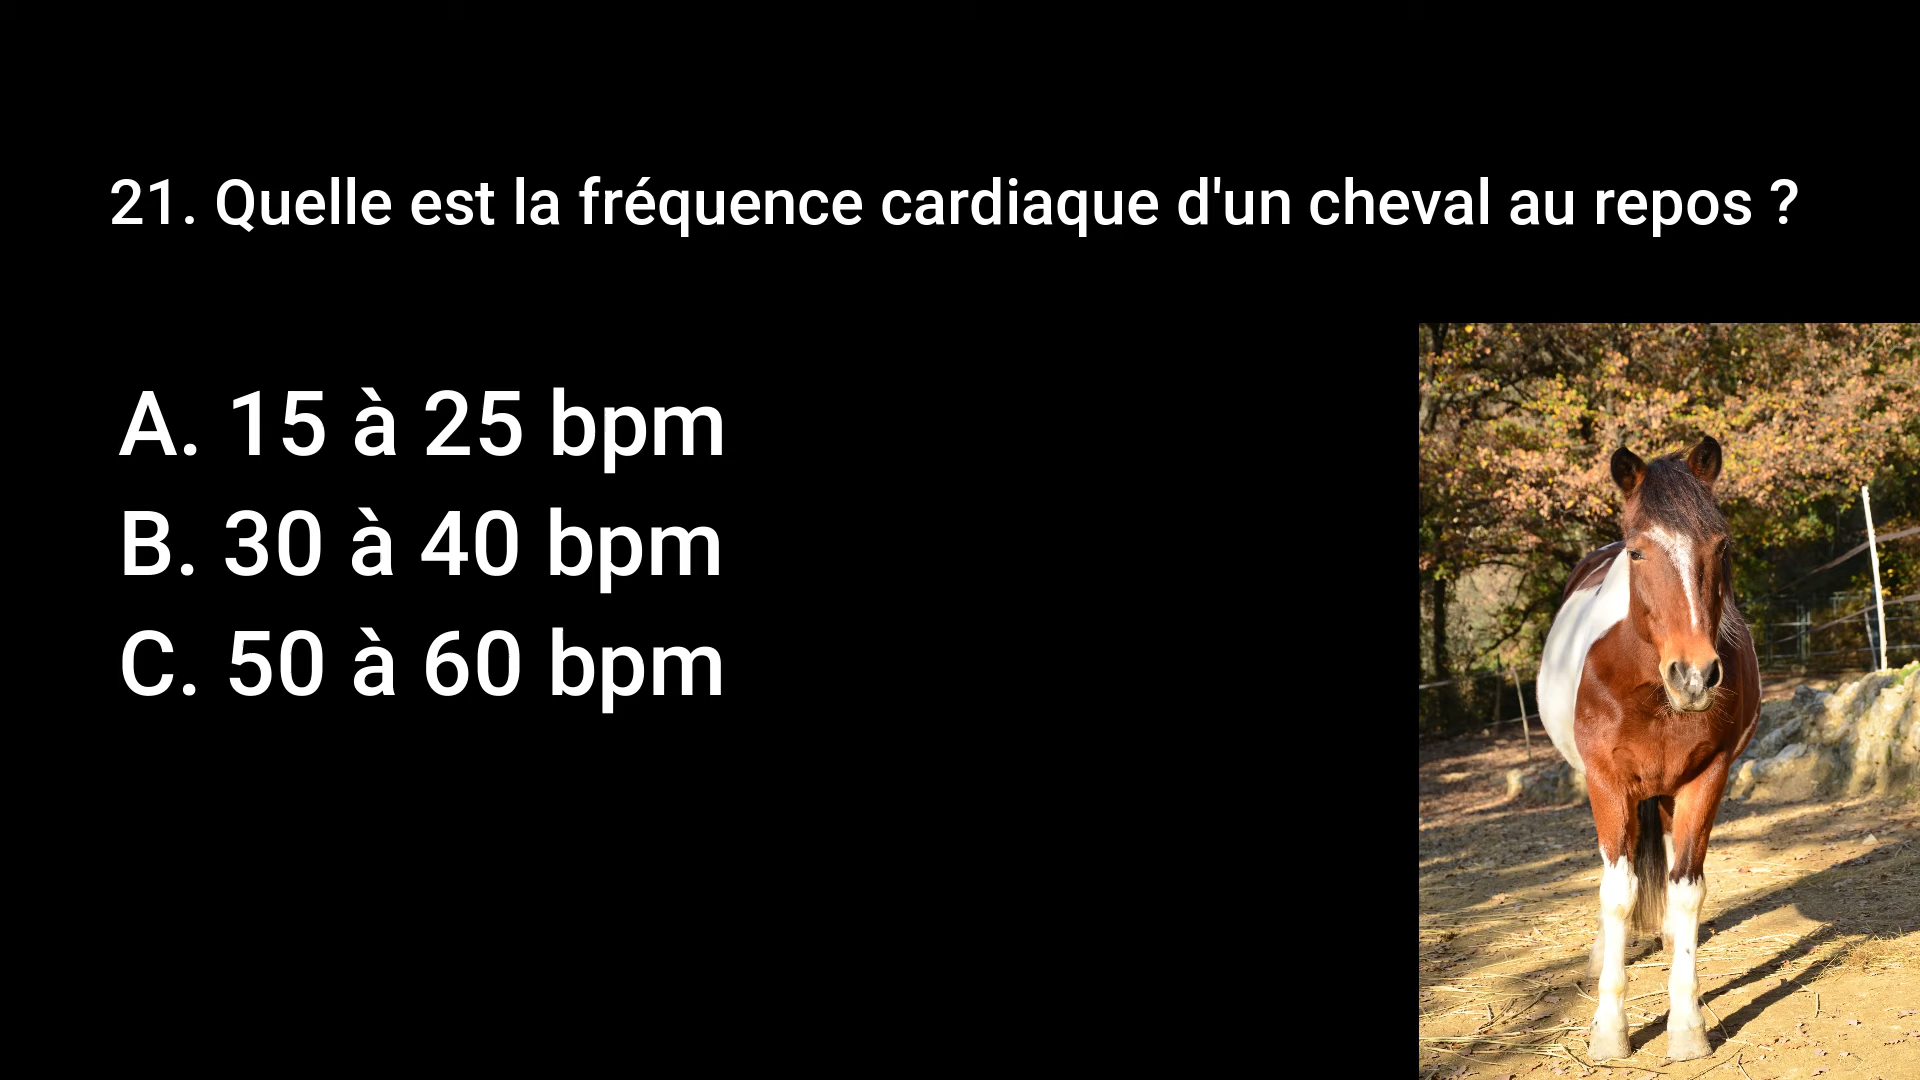 21. Quelle est la fréquence cardiaque d'un cheval au repos ?
A. 15 à 25 bpm
B. 30 à 40 bpm
C. 50 à 60 bpm